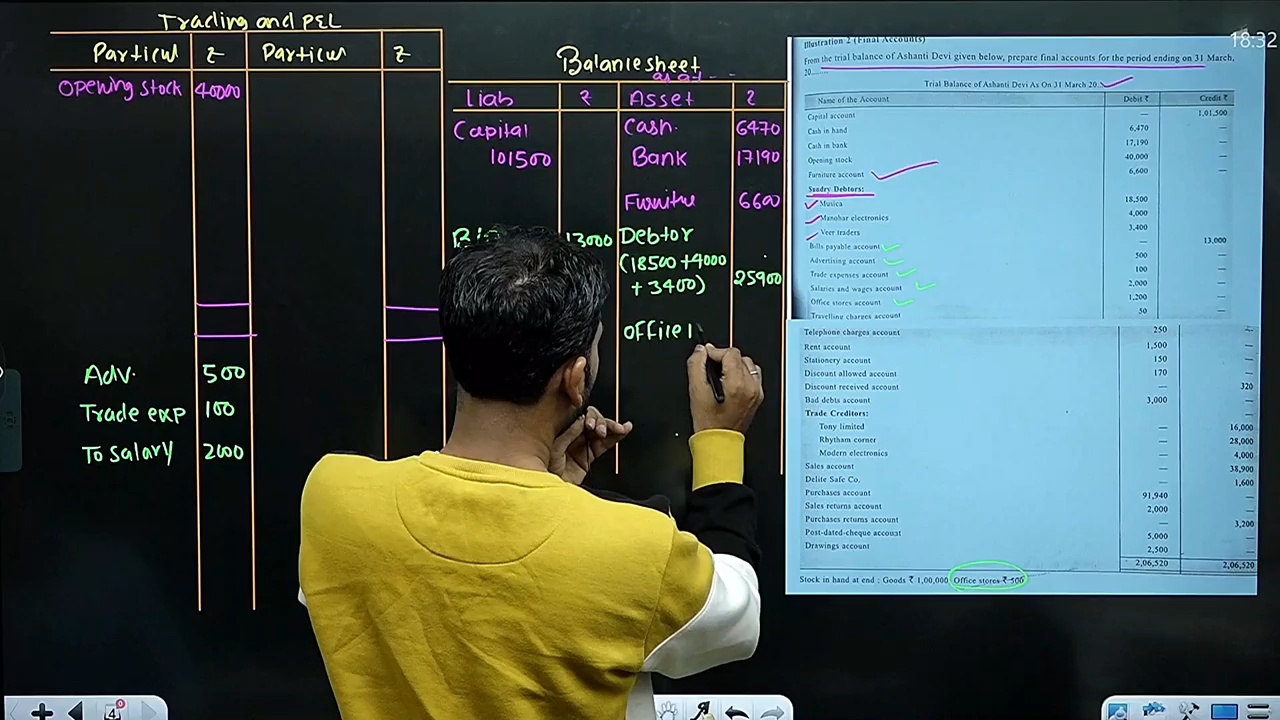 Trading and P&L
Particul ₹ Particul ₹
Opening stock 40000
Adv. 500
Trade exp 100
To Salary 2000
Balance sheet
as at - - -
Liab ₹ Asset ₹
Capital Cash. 6470
101500 Bank 17190
Furnitue 6600
13000 Debtor
(18500 + 4000
+ 3400) 25900
office
18:32
Illustration 2 (Final Accounts)
From the trial balance of Ashanti Devi given below, prepare final accounts for the period ending on 31 March,
20........
Trial Balance of Ashanti Devi As On 31 March 20
Name of the Account Debit ₹ Credit ₹
Capital account — 1,01,500
Cash in hand 6,470 —
Cash in bank 17,190 —
Opening stock 40,000 —
Furniture account 6,600 —
Sundry Debtors:
Musica 18,500 —
Manohar electronics 4,000 —
Veer traders 3,400 —
Bills payable account — 13,000
Advertising account 500 —
Trade expenses account 100 —
Salaries and wages account 2,000 —
Office stores account 1,200 —
Travelling charges account 50 —
Telephone charges account 250 —
Rent account 1,500 —
Stationery account 150 —
Discount allowed account 170 —
Discount received account — 320
Bad debts account 3,000 —
Trade Creditors:
Tony limited — 16,000
Rhytham corner — 28,000
Modern electronics — 4,000
Sales account — 38,900
Delite Safe Co. — 1,600
Purchases account 91,940 —
Sales returns account 2,000 —
Purchases returns account — 3,200
Post-dated-cheque account 5,000 —
Drawings account 2,500 —
2,06,520 2,06,520
Stock in hand at end : Goods ₹ 1,00,000 Office stores ₹ 500
4